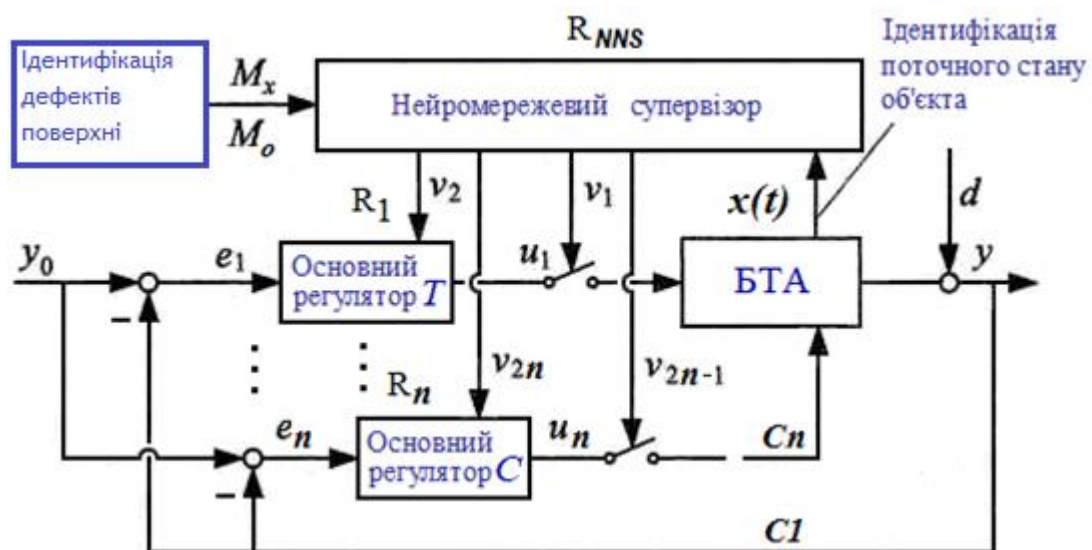 R_NNS
Ідентифікація
дефектів
поверхні
M_x
M_o
Нейромережевий супервізор
Ідентифікація
поточного стану
об'єкта
R_1
v_2
v_1
x(t)
d
y_0
e_1
Основний
регулятор T
u_1
БТА
y
–
R_n
v_2n
v_2n-1
e_n
Основний
регулятор C
u_n
Cn
–
C1